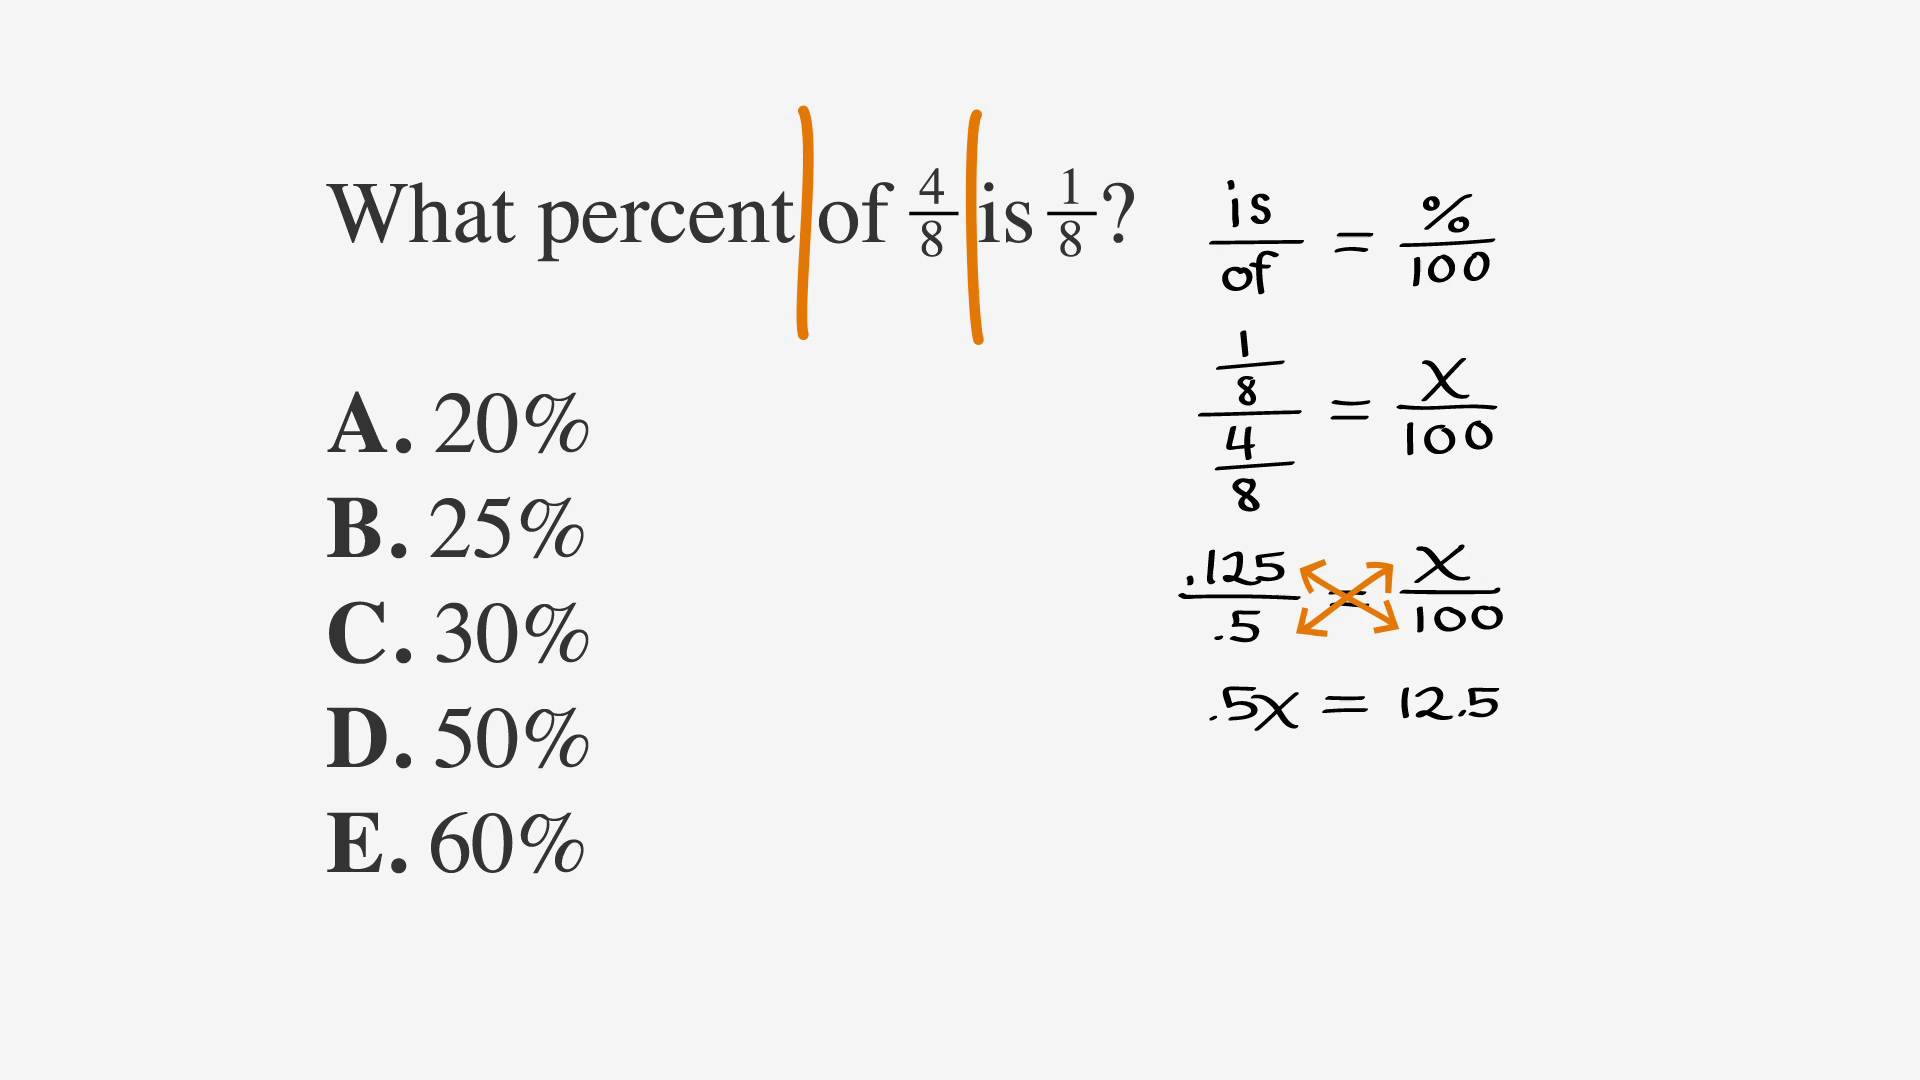 What percent of 4/8 is 1/8?
A. 20%
B. 25%
C. 30%
D. 50%
E. 60%
is/of = %/100
1/8 / 4/8 = x/100
.125/.5 = x/100
.5x = 12.5